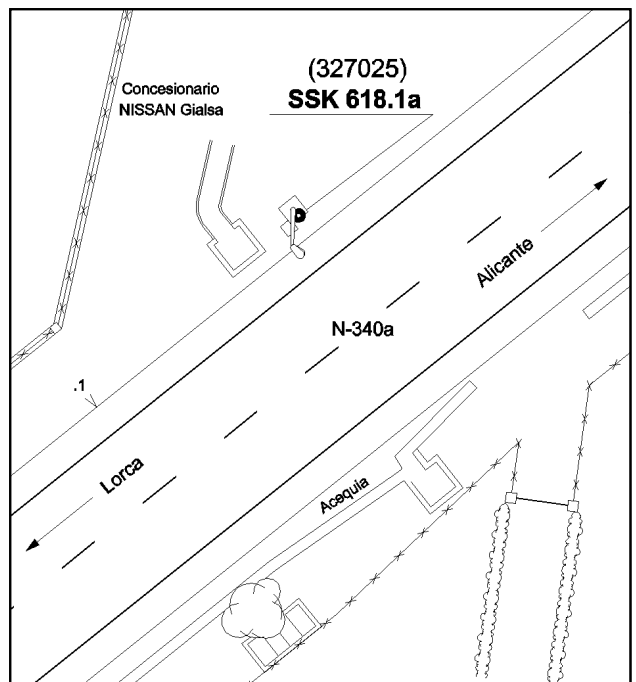 (327025)
SSK 618.1a
Concesionario
NISSAN Gialsa
Alicante
N-340a
.1
Lorca
Acequia